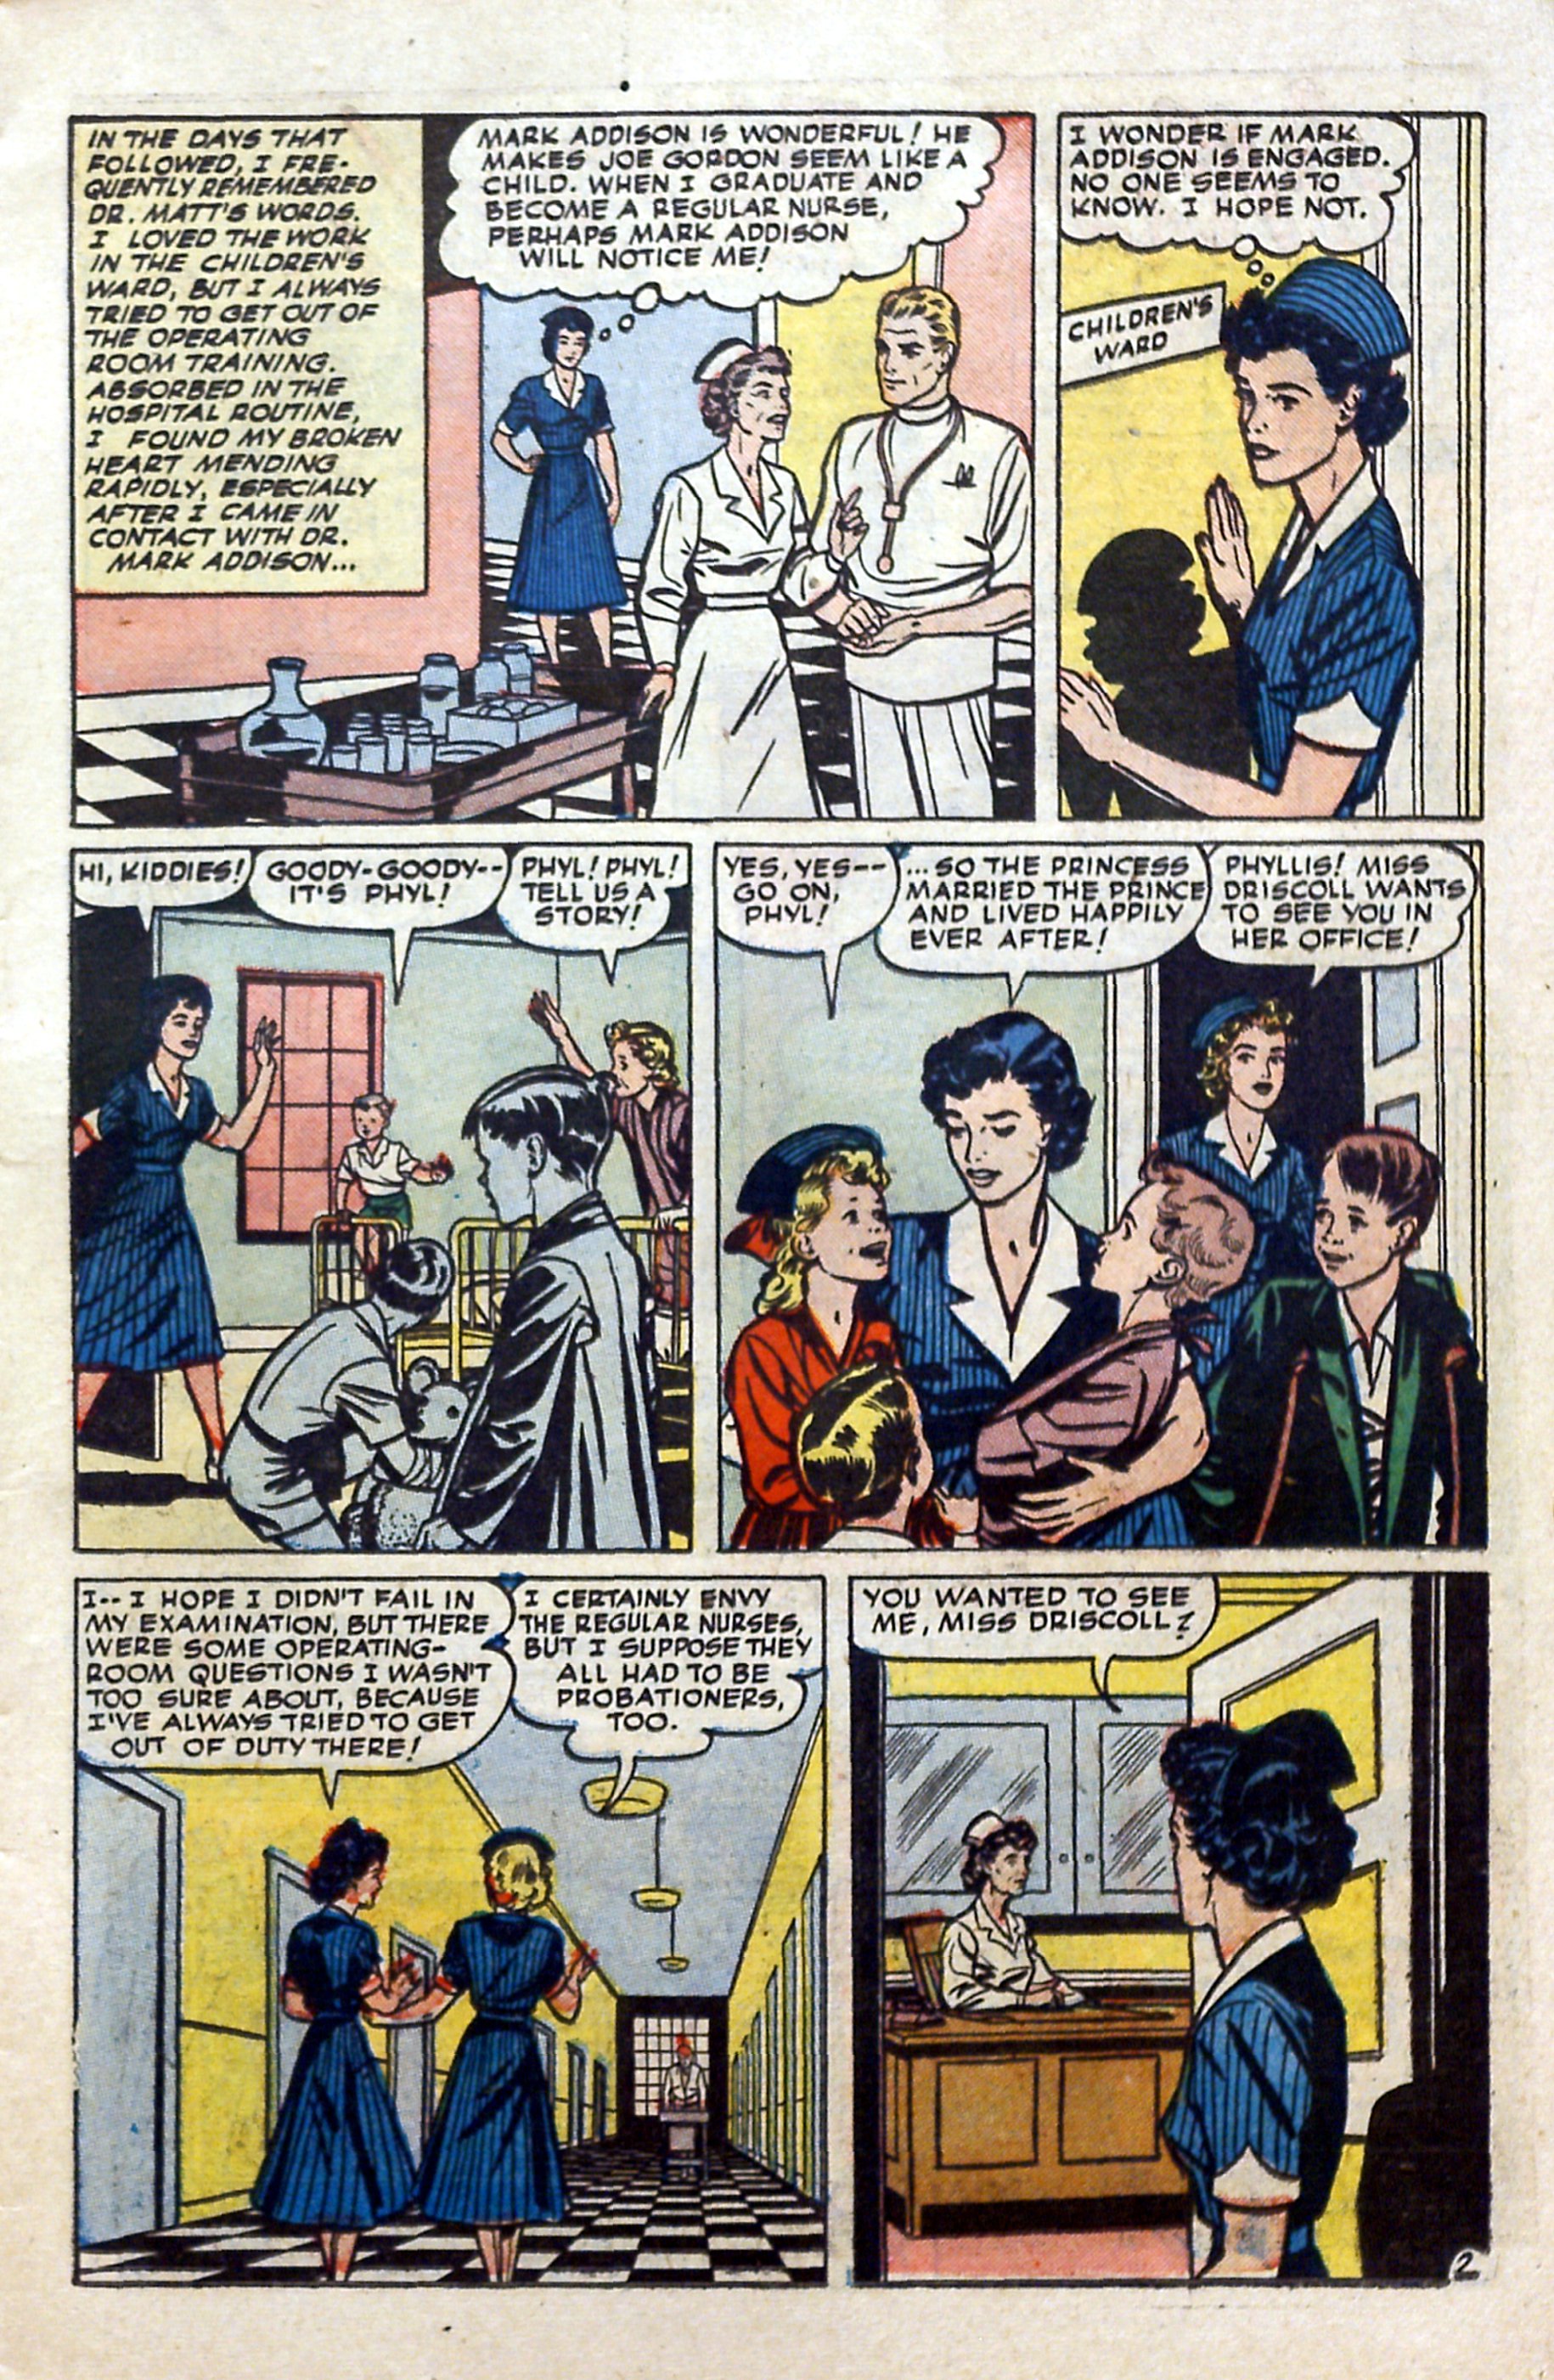 IN THE DAYS THAT
FOLLOWED, I FRE-
QUENTLY REMEMBERED
DR. MATT'S WORDS.
I LOVED THE WORK
IN THE CHILDREN'S
WARD, BUT I ALWAYS
TRIED TO GET OUT OF
THE OPERATING
ROOM TRAINING.
ABSORBED IN THE
HOSPITAL ROUTINE,
I FOUND MY BROKEN
HEART MENDING
RAPIDLY, ESPECIALLY
AFTER I CAME IN
CONTACT WITH DR.
MARK ADDISON...
MARK ADDISON IS WONDERFUL! HE
MAKES JOE GORDON SEEM LIKE A
CHILD. WHEN I GRADUATE AND
BECOME A REGULAR NURSE,
PERHAPS MARK ADDISON
WILL NOTICE ME!
I WONDER IF MARK
ADDISON IS ENGAGED.
NO ONE SEEMS TO
KNOW. I HOPE NOT.
CHILDREN'S
WARD
HI, KIDDIES!
GOODY-GOODY--
IT'S PHYL!
PHYL! PHYL!
TELL US A
STORY!
YES, YES--
GO ON,
PHYL!
...SO THE PRINCESS
MARRIED THE PRINCE
AND LIVED HAPPILY
EVER AFTER!
PHYLLIS! MISS
DRISCOLL WANTS
TO SEE YOU IN
HER OFFICE!
I-- I HOPE I DIDN'T FAIL IN
MY EXAMINATION, BUT THERE
WERE SOME OPERATING-
ROOM QUESTIONS I WASN'T
TOO SURE ABOUT, BECAUSE
I'VE ALWAYS TRIED TO GET
OUT OF DUTY THERE!
I CERTAINLY ENVY
THE REGULAR NURSES,
BUT I SUPPOSE THEY
ALL HAD TO BE
PROBATIONERS,
TOO.
YOU WANTED TO SEE
ME, MISS DRISCOLL?
2